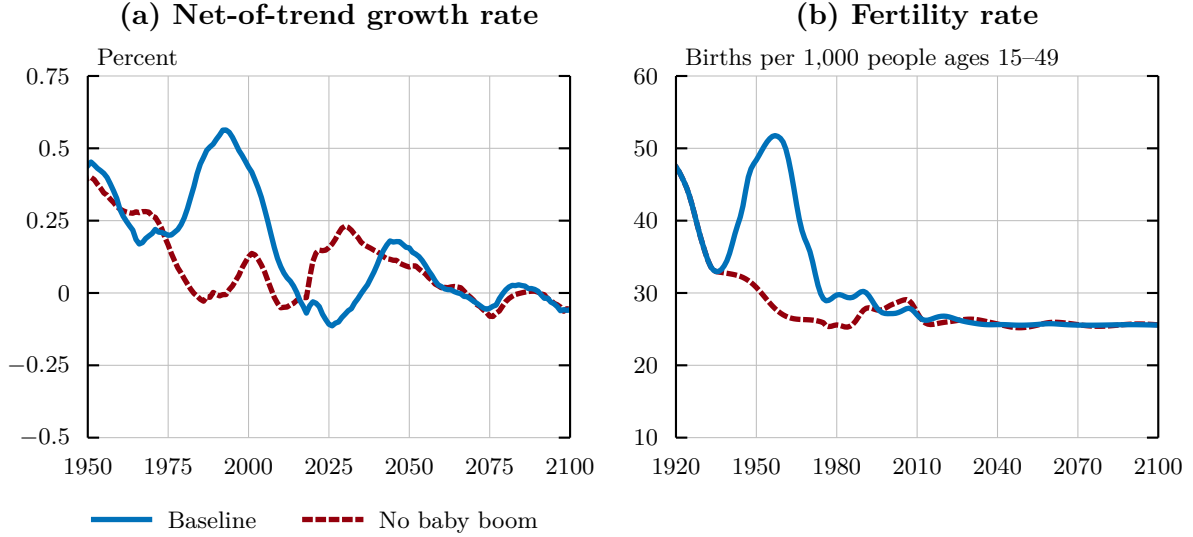 (a) Net-of-trend growth rate
Percent
0.75
0.5
0.25
0
−0.25
−0.5
1950 1975 2000 2025 2050 2075 2100
Baseline No baby boom
(b) Fertility rate
Births per 1,000 people ages 15–49
60
50
40
30
20
10
1920 1950 1980 2010 2040 2070 2100